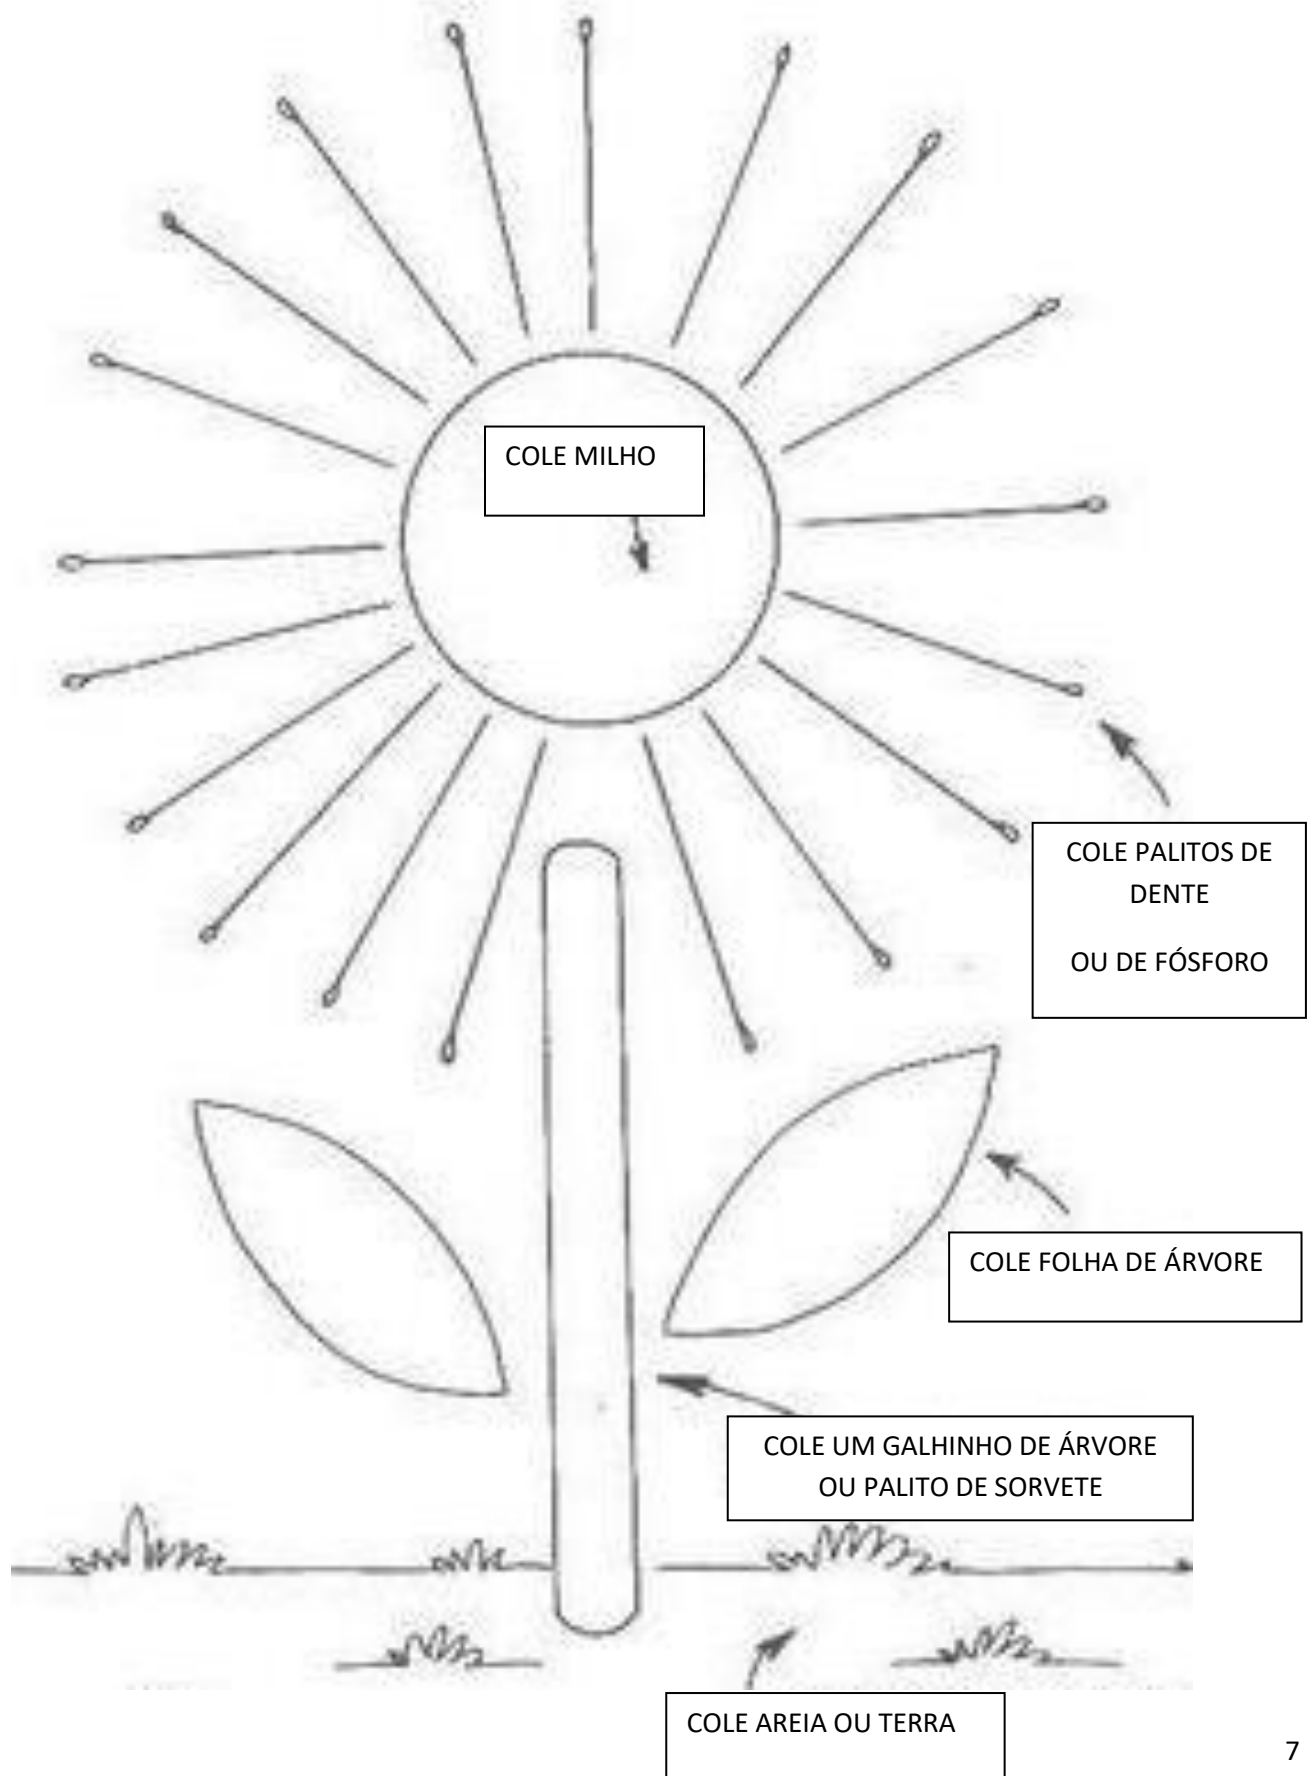 COLE MILHO
COLE PALITOS DE
DENTE
OU DE FÓSFORO
COLE FOLHA DE ÁRVORE
COLE UM GALHINHO DE ÁRVORE
OU PALITO DE SORVETE
COLE AREIA OU TERRA
7